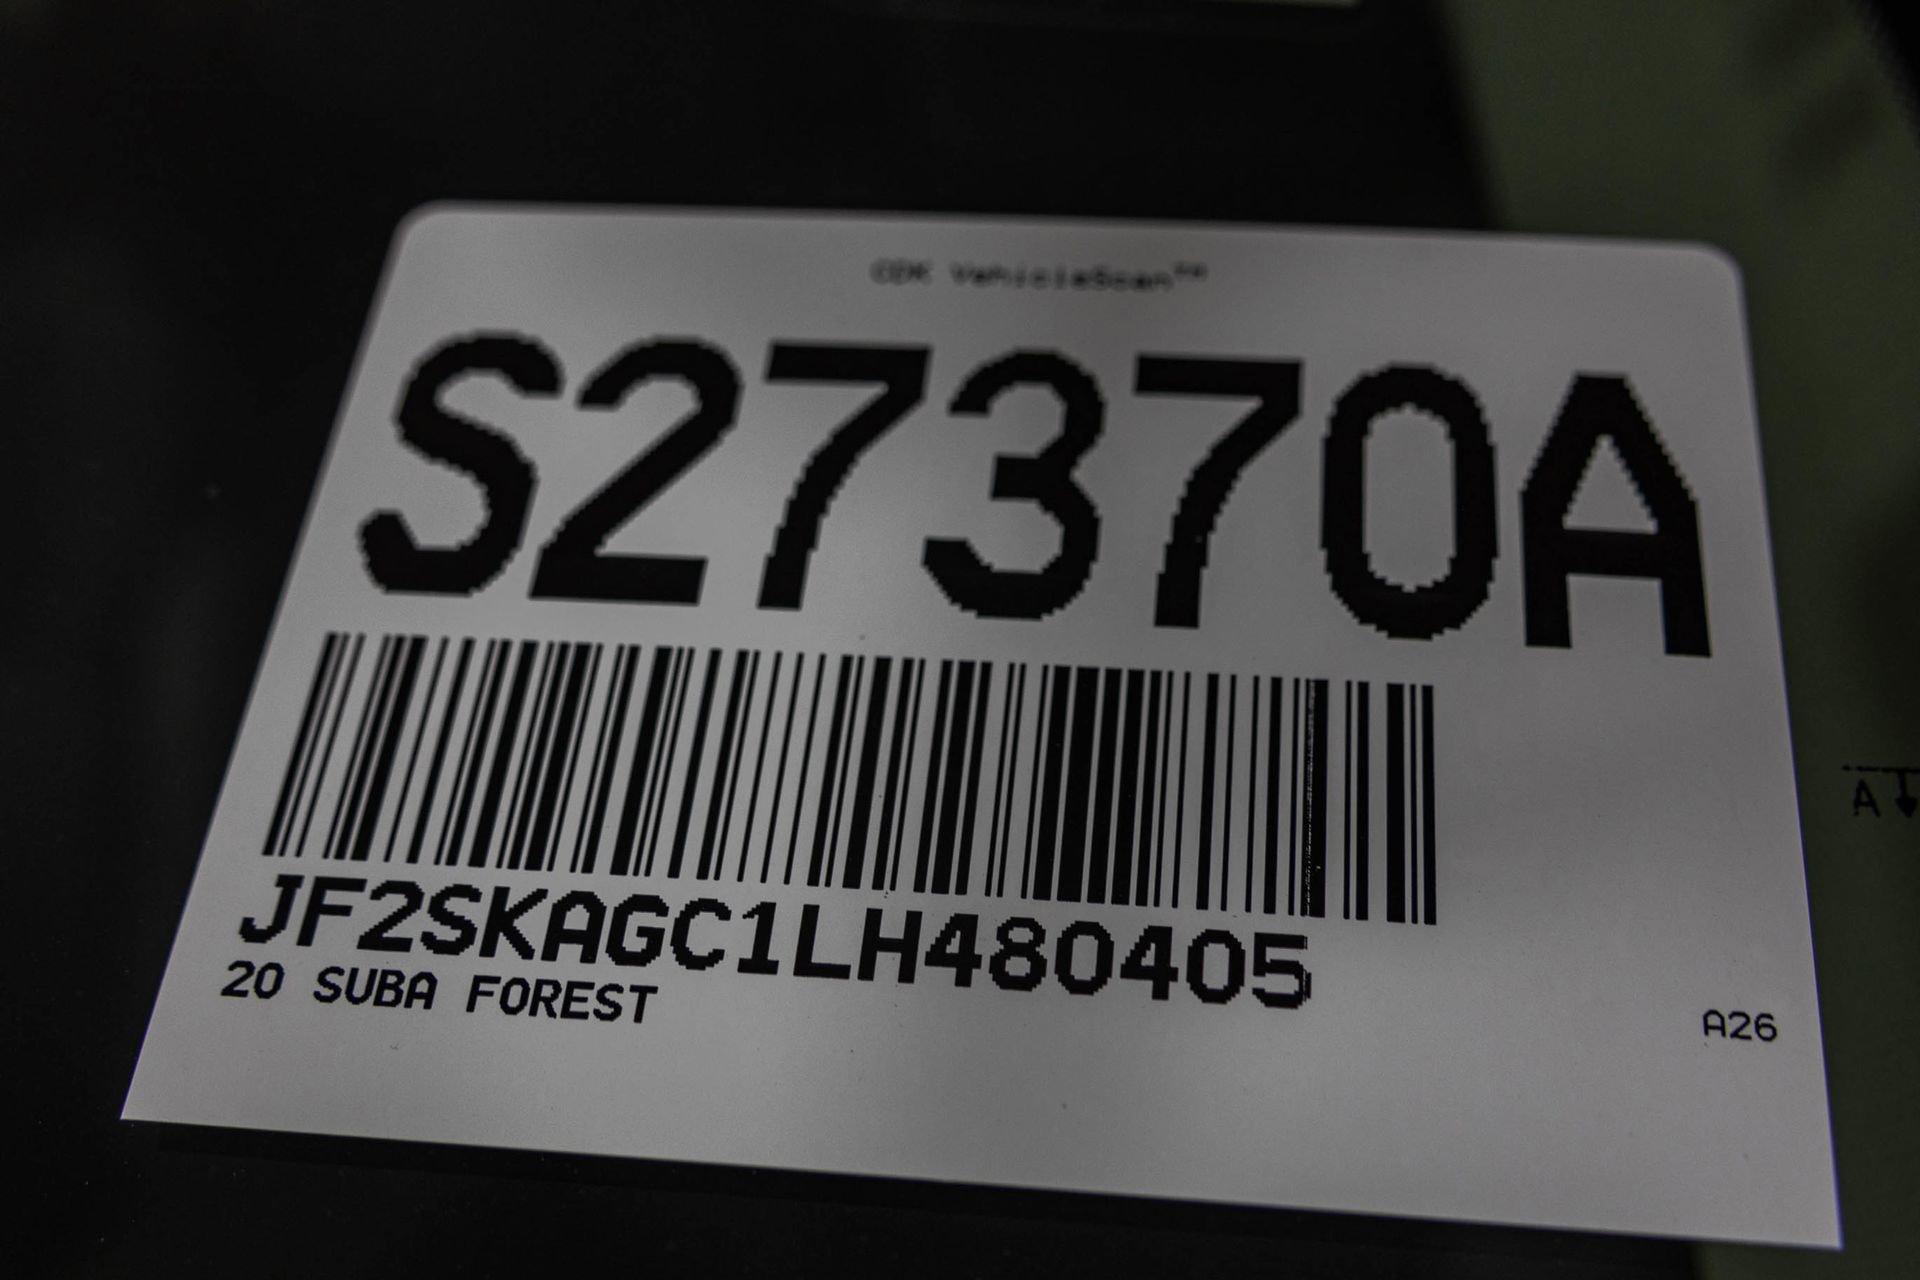 CDK VehicleScan™
S27370A
JF2SKAGC1LH480405
20 SUBA FOREST
A26
A